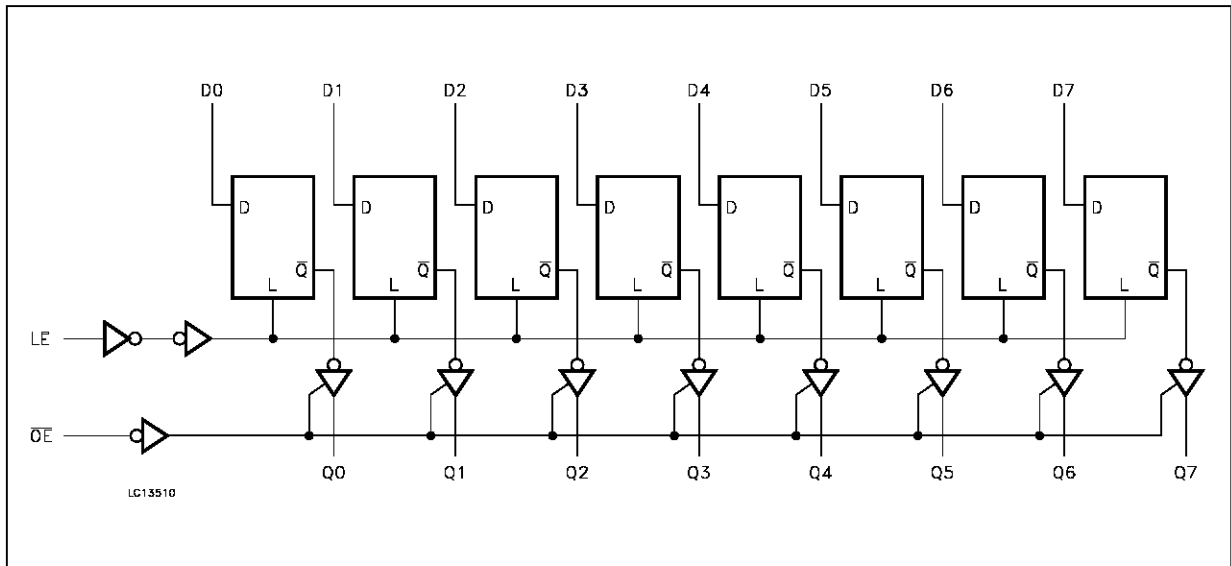 D0 D1 D2 D3 D4 D5 D6 D7
D D D D D D D D
Q̅ Q̅ Q̅ Q̅ Q̅ Q̅ Q̅ Q̅
L L L L L L L L
LE
O̅E̅
Q0 Q1 Q2 Q3 Q4 Q5 Q6 Q7
LC13510